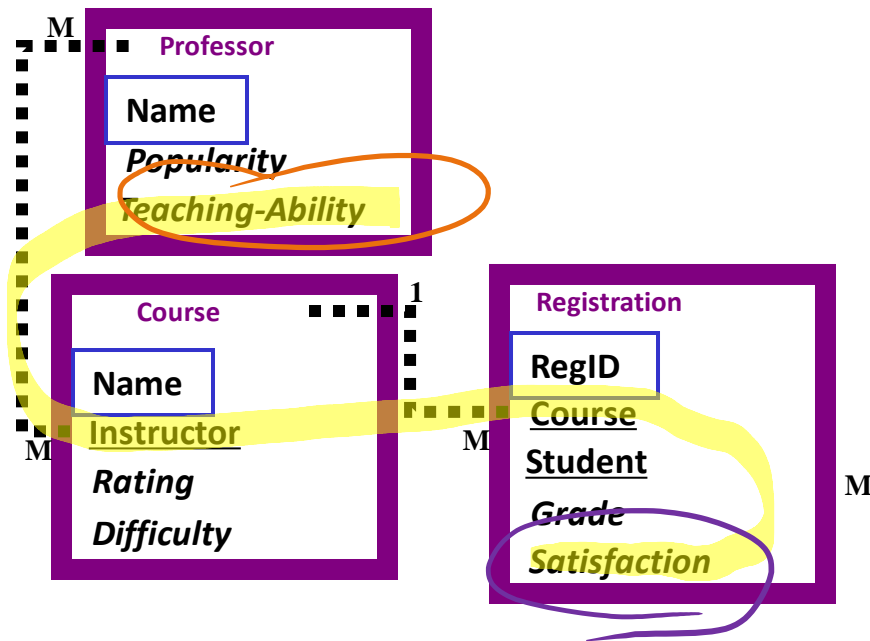 M
Professor
Name
Popularity
Teaching-Ability
Course
1
Name
Instructor
M
Rating
Difficulty
Registration
RegID
Course
M
Student
M
Grade
Satisfaction